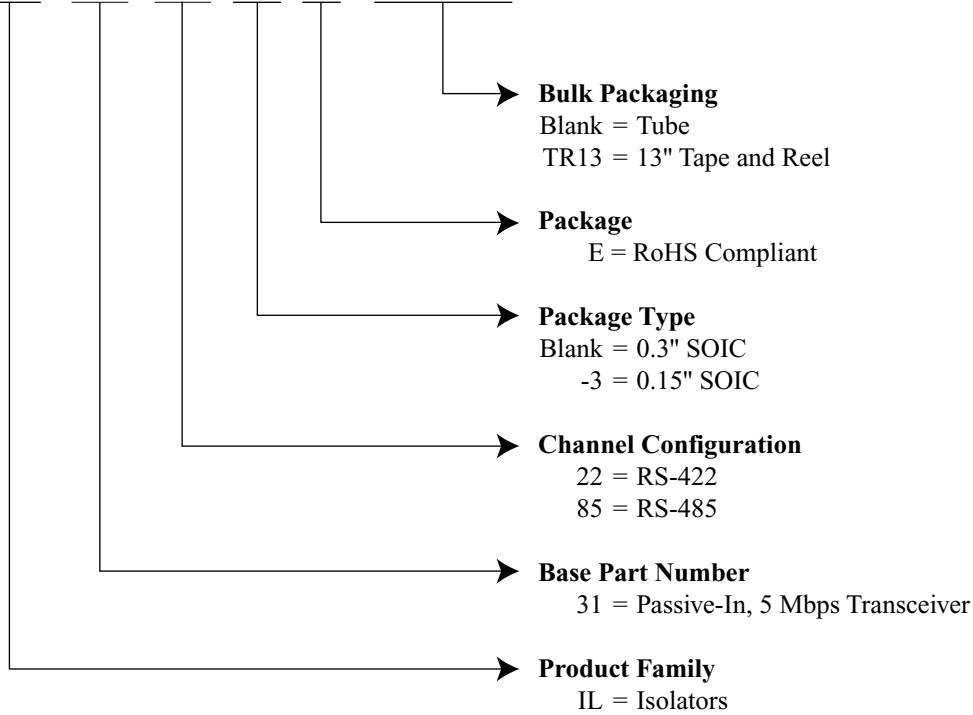 Bulk Packaging
Blank = Tube
TR13 = 13" Tape and Reel
Package
E = RoHS Compliant
Package Type
Blank = 0.3" SOIC
-3 = 0.15" SOIC
Channel Configuration
22 = RS-422
85 = RS-485
Base Part Number
31 = Passive-In, 5 Mbps Transceiver
Product Family
IL = Isolators